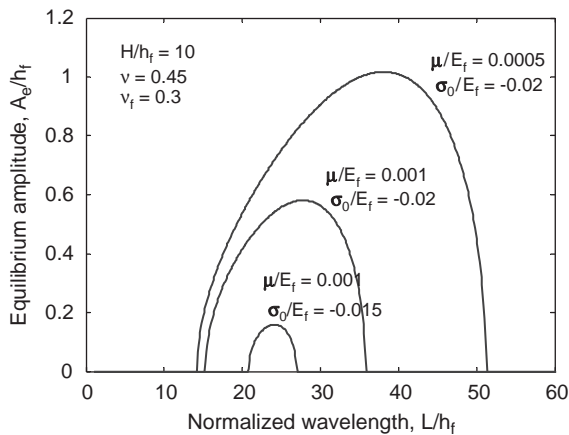 1.2
1
0.8
0.6
0.4
0.2
0
Equilibrium amplitude, A_e/h_f
H/h_f = 10
ν = 0.45
ν_f = 0.3
μ/E_f = 0.0005
σ_0/E_f = -0.02
μ/E_f = 0.001
σ_0/E_f = -0.02
μ/E_f = 0.001
σ_0/E_f = -0.015
0 10 20 30 40 50 60
Normalized wavelength, L/h_f